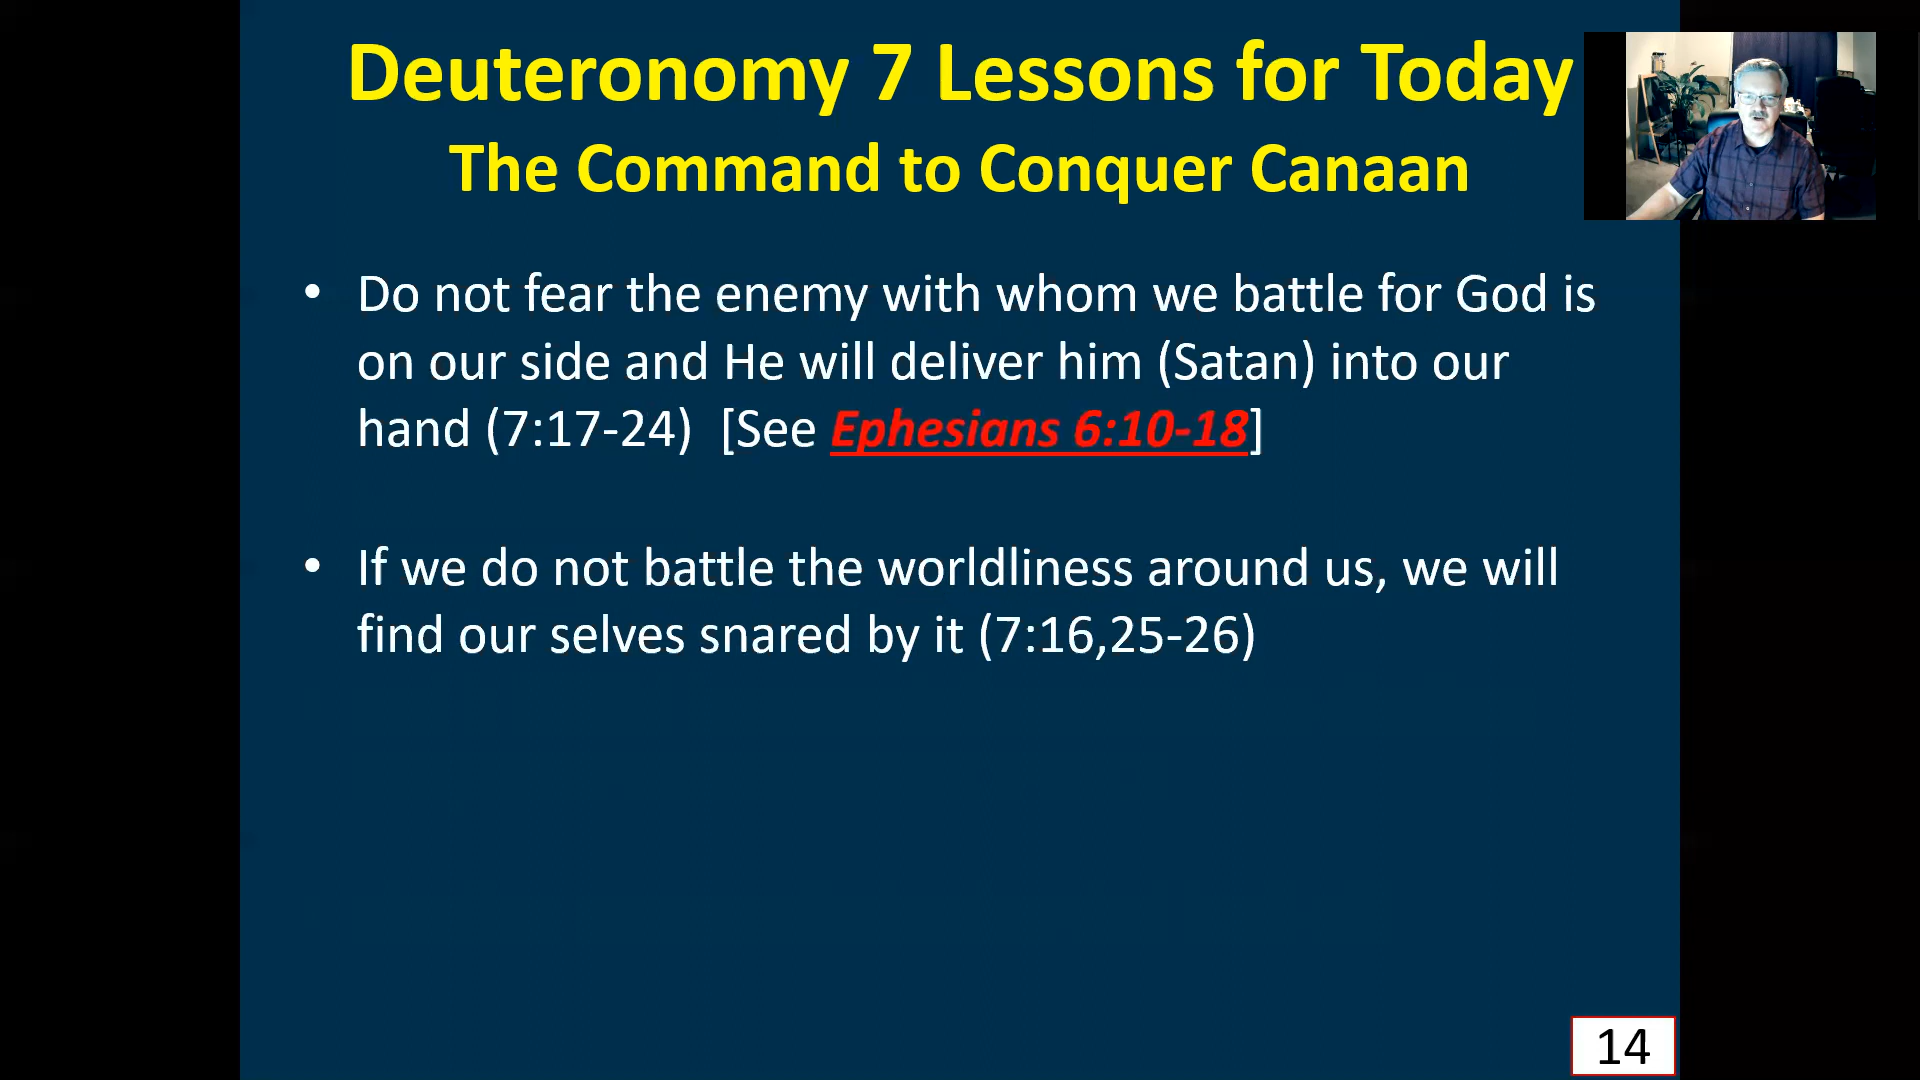 Deuteronomy 7 Lessons for Today
The Command to Conquer Canaan
• Do not fear the enemy with whom we battle for God is
on our side and He will deliver him (Satan) into our
hand (7:17-24) [See Ephesians 6:10-18]
• If we do not battle the worldliness around us, we will
find our selves snared by it (7:16,25-26)
14